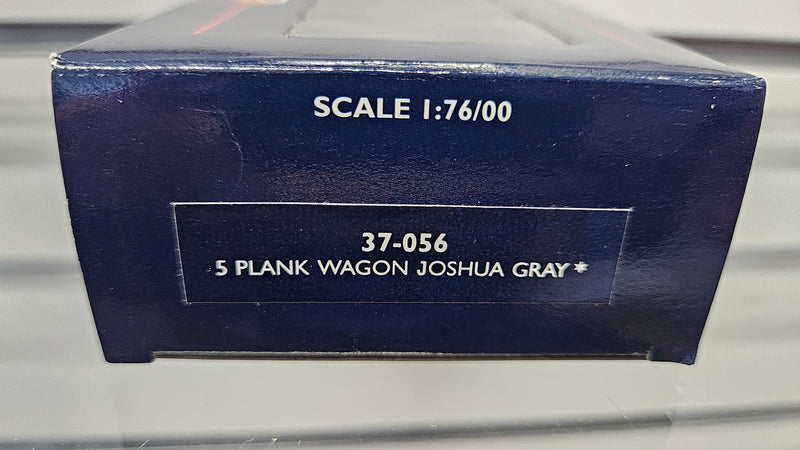 SCALE 1:76/00
37-056
5 PLANK WAGON JOSHUA GRAY*